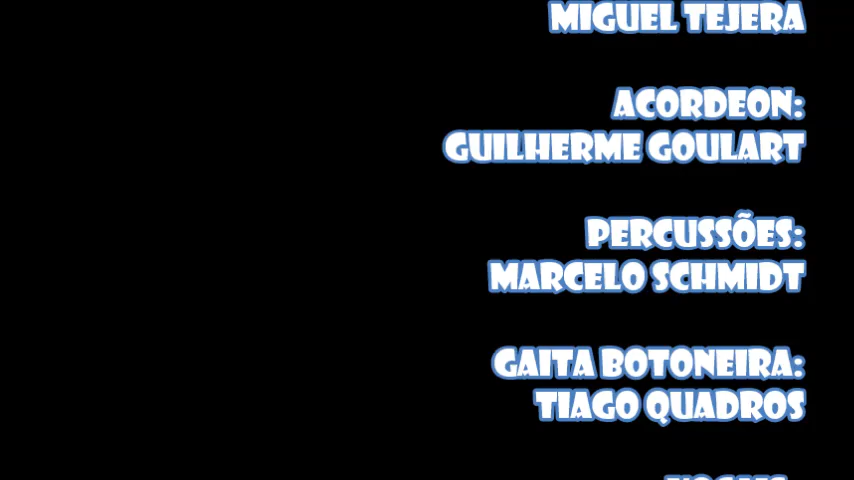 MIGUEL TEJERA
ACORDEON:
GUILHERME GOULART
PERCUSSÕES:
MARCELO SCHMIDT
GAITA BOTONEIRA:
TIAGO QUADROS